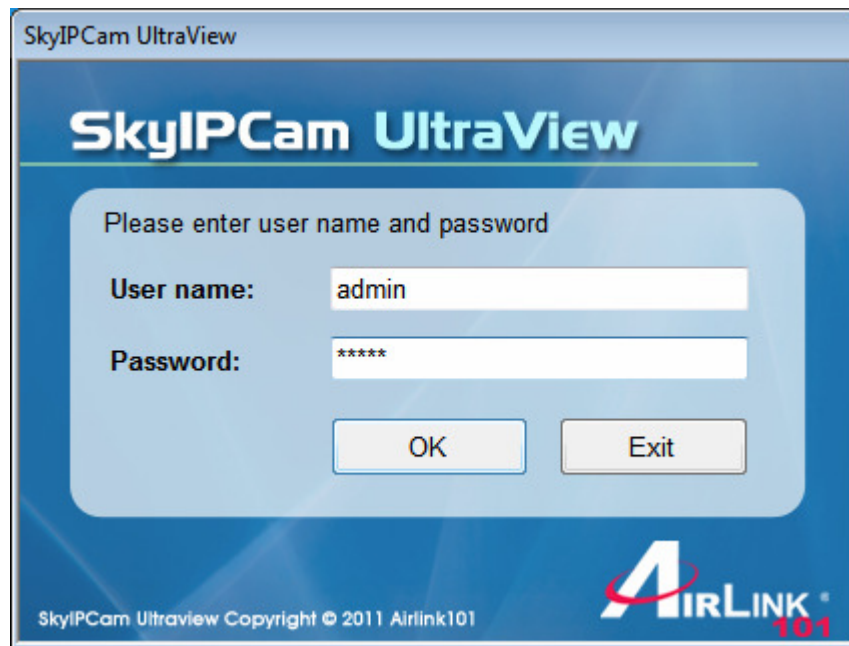 SkyIPCam UltraView
SkyIPCam UltraView
Please enter user name and password
User name: admin
Password: *****
OK Exit
SkyIPCam Ultraview Copyright © 2011 Airlink101
AIRLINK
101